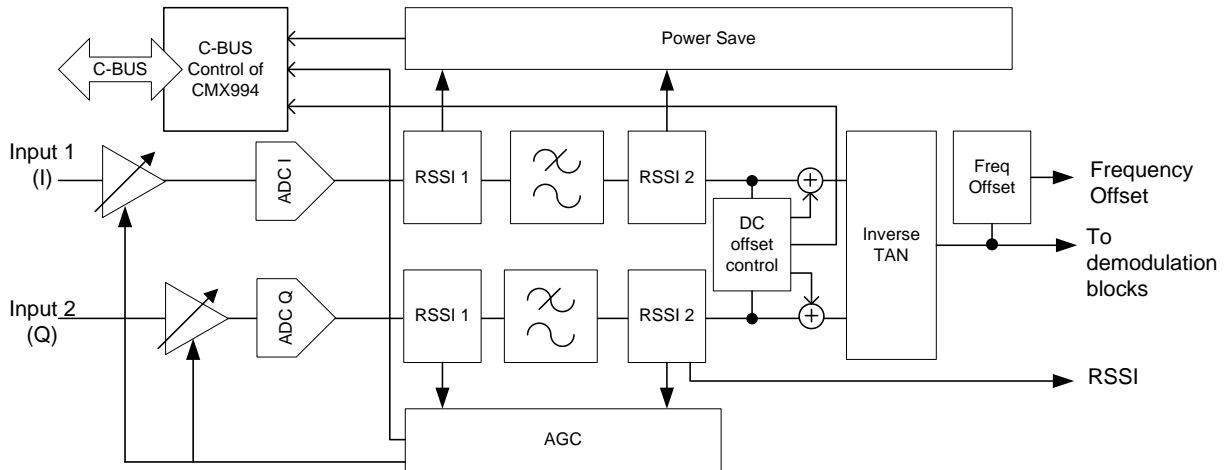 C-BUS
C-BUS
Control of
CMX994
Power Save
Input 1
(I)
ADC I
RSSI 1
RSSI 2
Freq
Offset
Frequency
Offset
DC
offset
control
Inverse
TAN
To
demodulation
blocks
Input 2
(Q)
ADC Q
RSSI 1
RSSI 2
RSSI
AGC